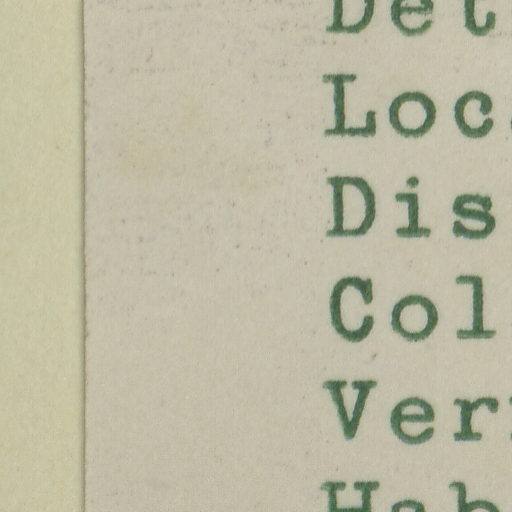 Det
Loc
Dis
Col
Ver
Hab